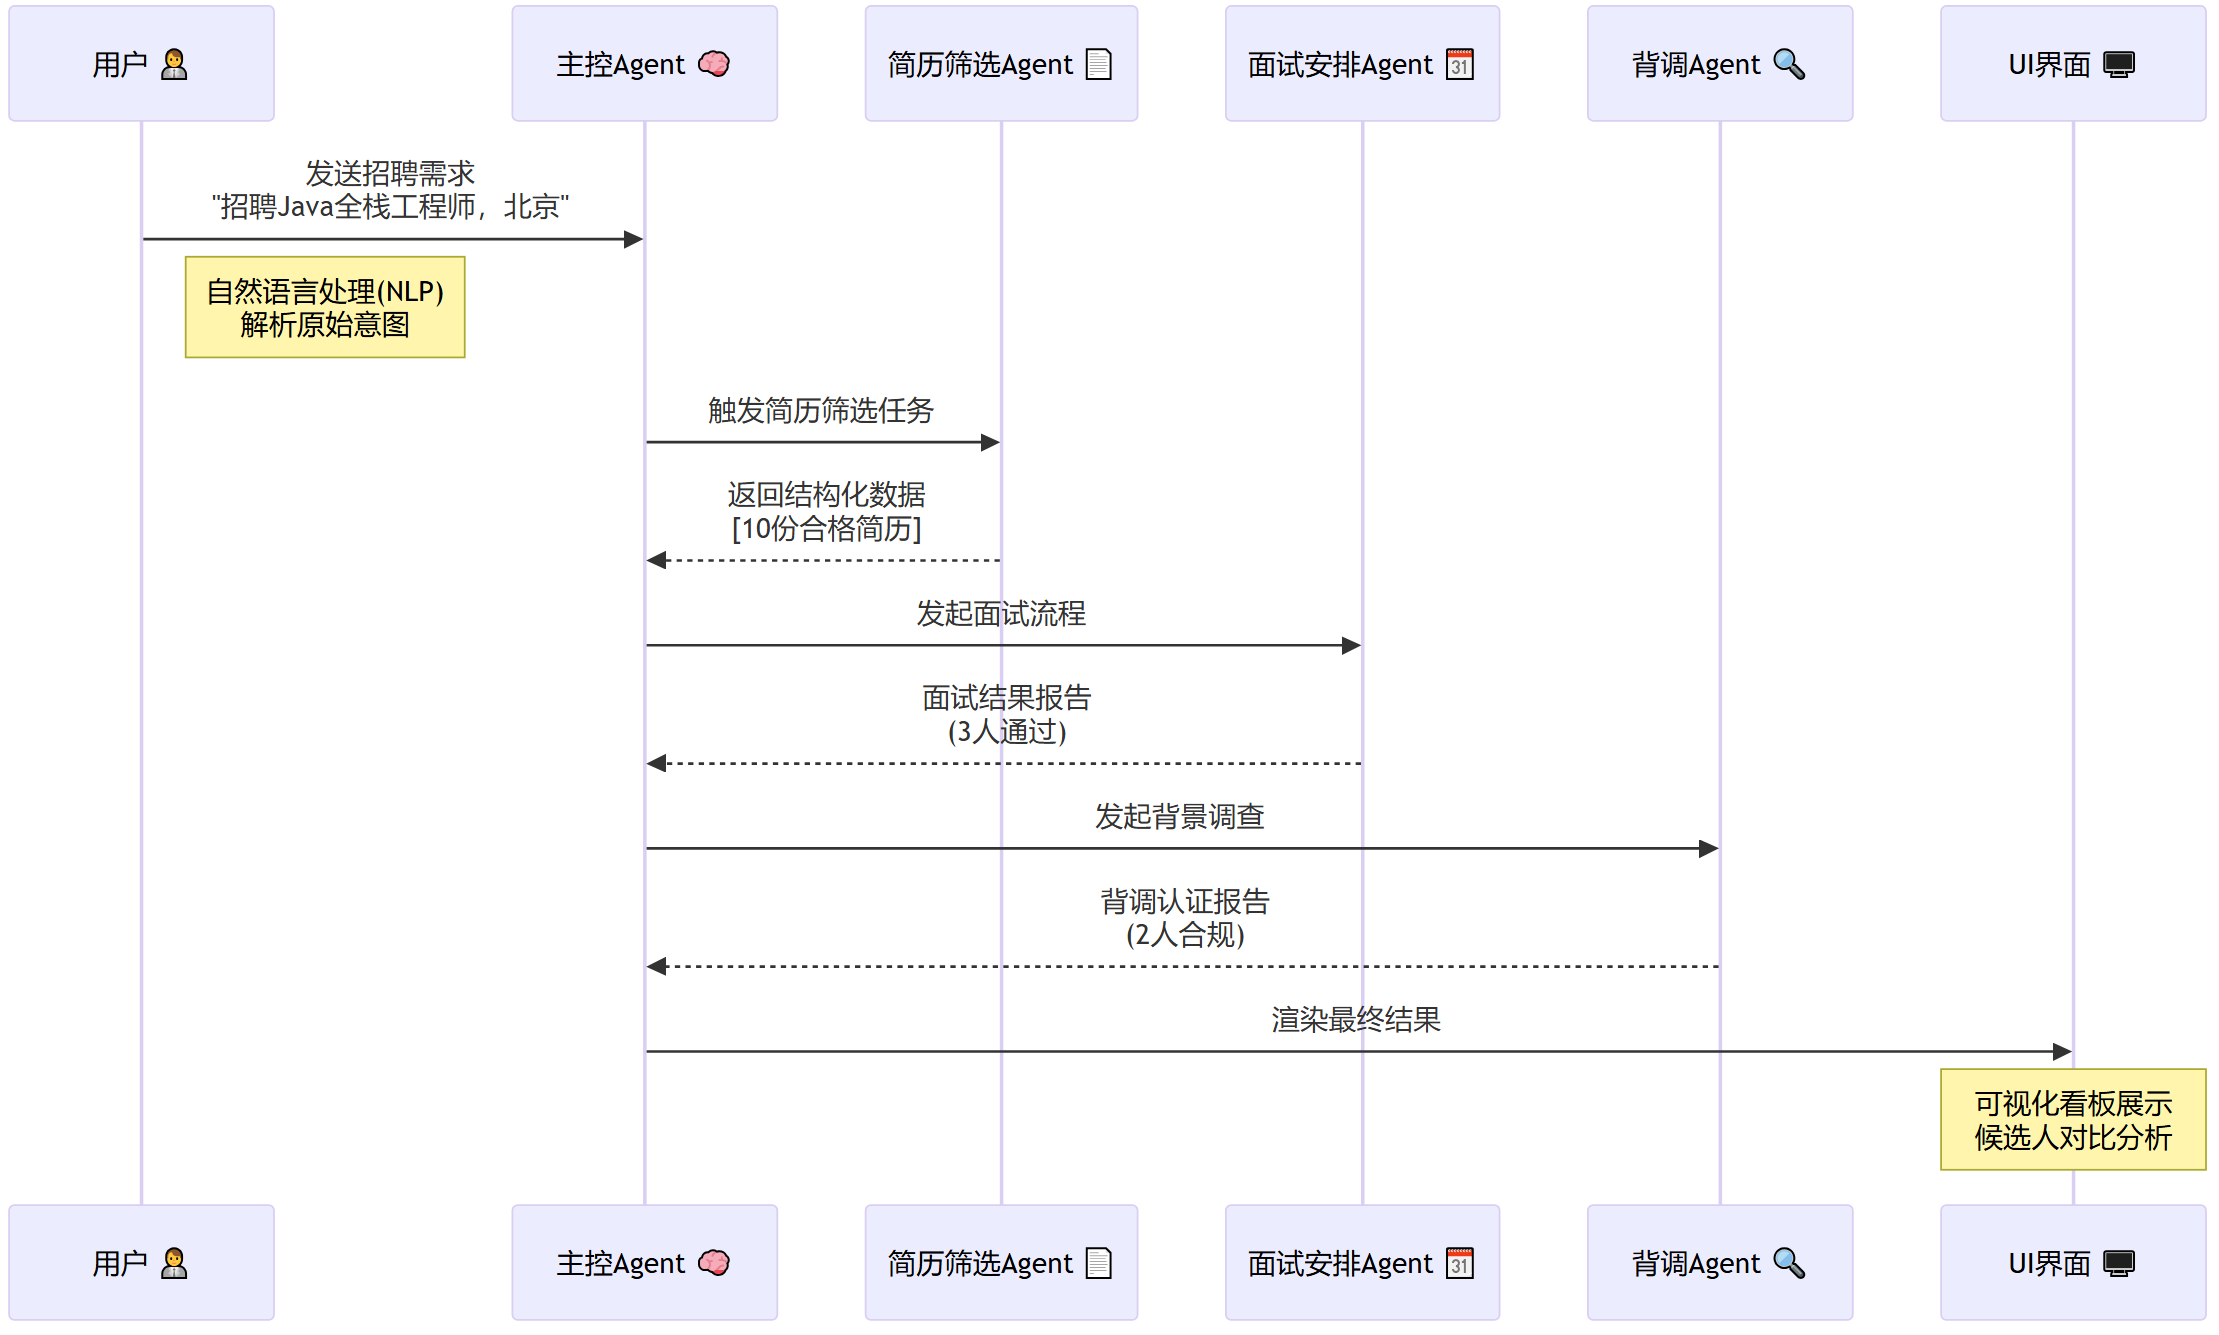 用户
主控Agent
简历筛选Agent
面试安排Agent
31
背调Agent
UI界面
发送招聘需求
"招聘Java全栈工程师，北京"
自然语言处理(NLP)
解析原始意图
触发简历筛选任务
返回结构化数据
[10份合格简历]
发起面试流程
面试结果报告
(3人通过)
发起背景调查
背调认证报告
(2人合规)
渲染最终结果
可视化看板展示
候选人对比分析
用户
主控Agent
简历筛选Agent
面试安排Agent
31
背调Agent
UI界面